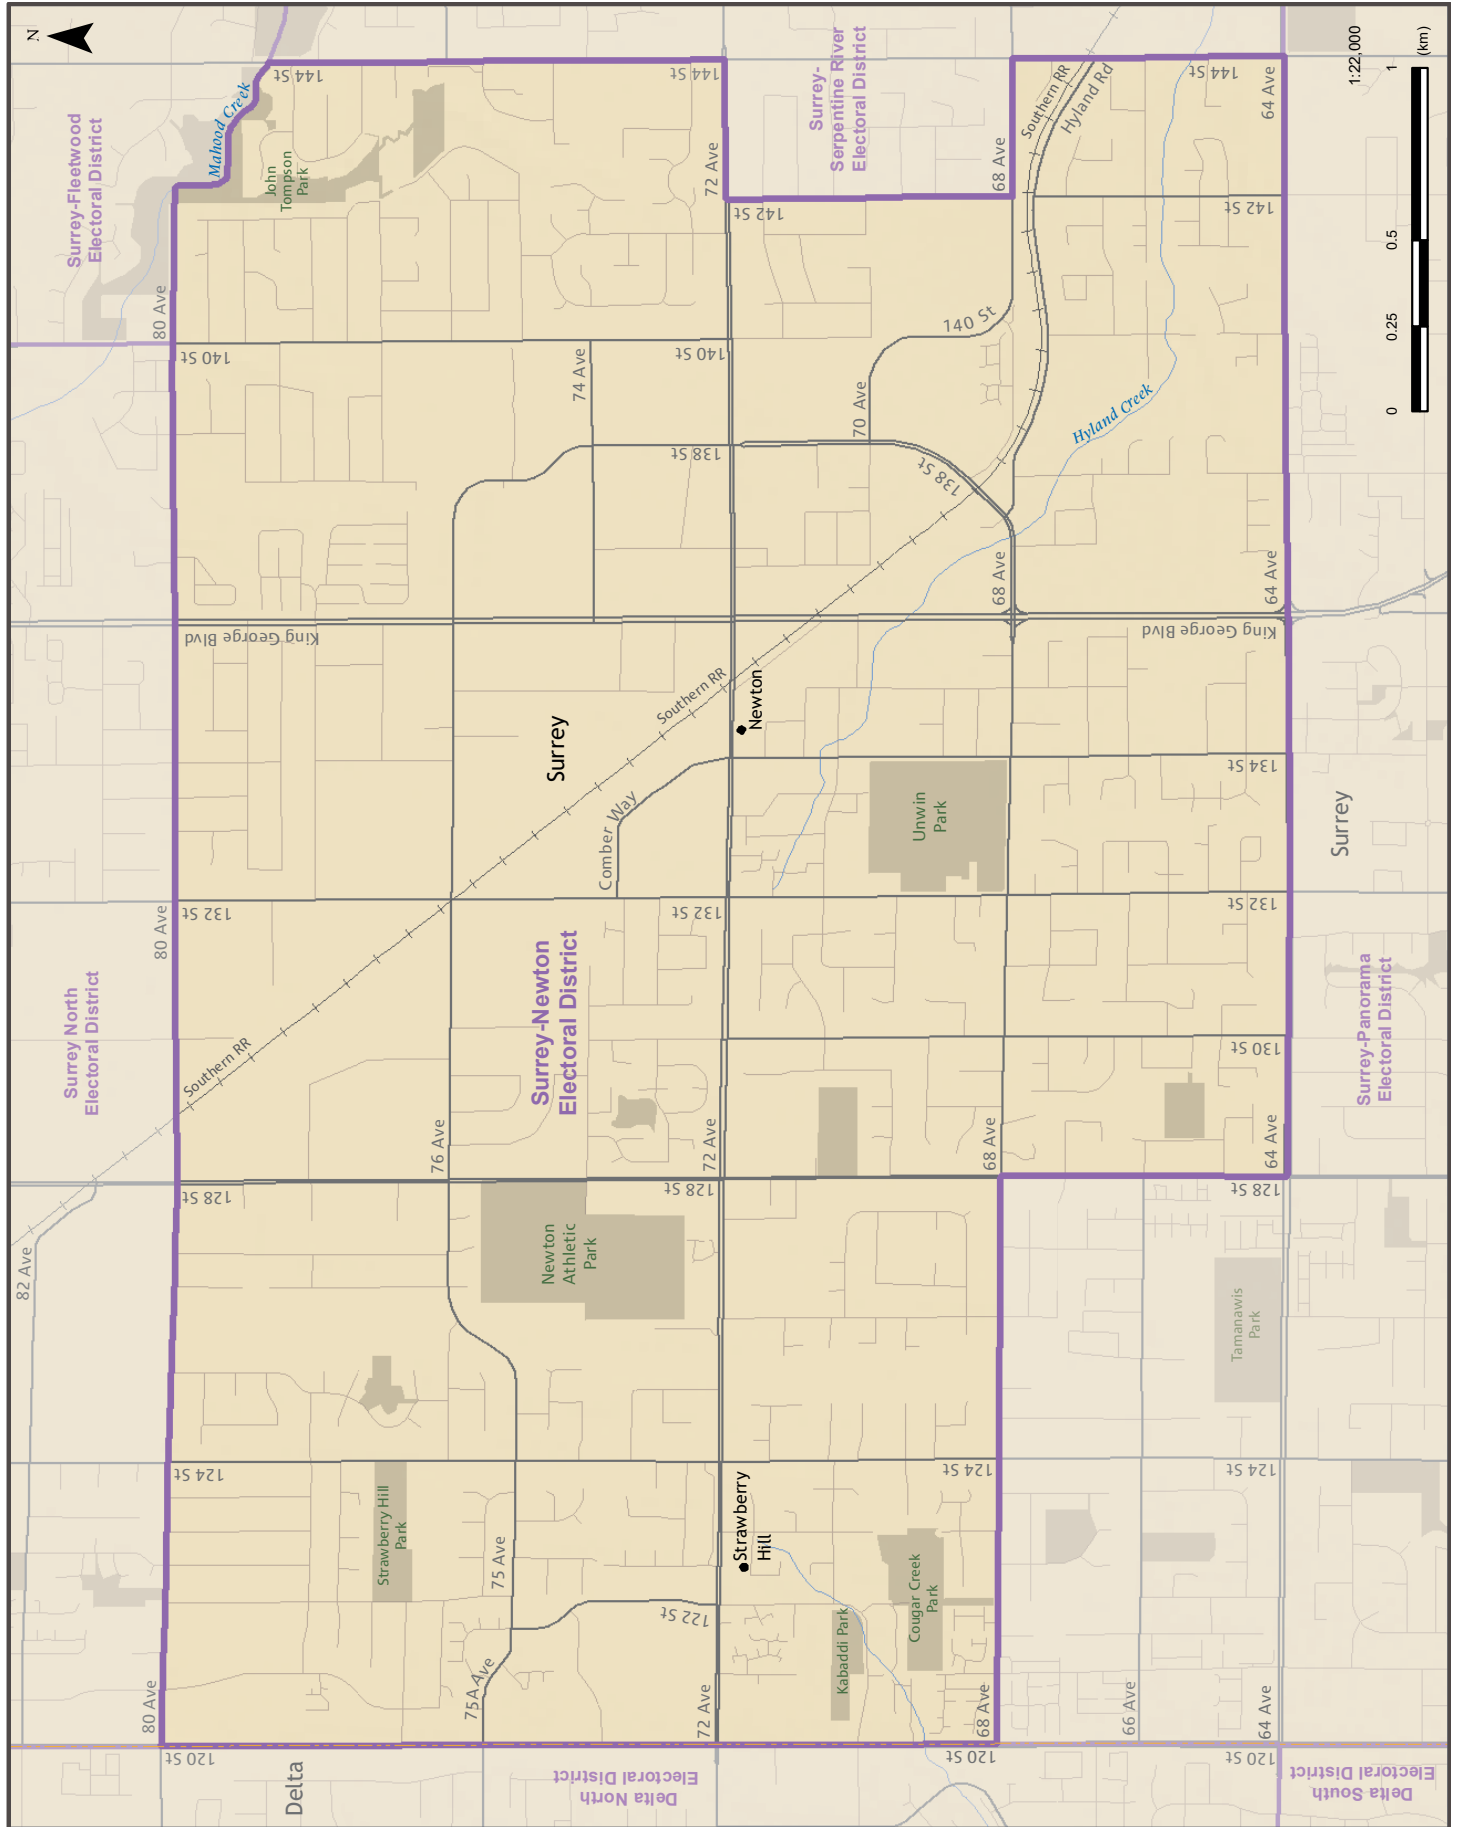 N
Surrey-Fleetwood
Electoral District
Mahood Creek
144 St
144 St
144 St
John
Tompson
Park
Surrey-
Serpentine River
Electoral District
Southern RR
Hyland Rd
64 Ave
72 Ave
68 Ave
142 St
142 St
80 Ave
140 St
140 St
140 St
74 Ave
70 Ave
Hyland Creek
138 St
138 St
68 Ave
64 Ave
King George Blvd
King George Blvd
Southern RR
Newton
Surrey
Comber Way
134 St
Unwin
Park
Surrey
80 Ave
132 St
132 St
132 St
Surrey North
Electoral District
Surrey-Newton
Electoral District
Surrey-Panorama
Electoral District
Southern RR
130 St
76 Ave
72 Ave
68 Ave
64 Ave
128 St
128 St
128 St
82 Ave
Newton
Athletic
Park
Tamanawis
Park
124 St
124 St
124 St
Strawberry Hill
Park
Strawberry
Hill
75 Ave
Cougar Creek
Park
Kabaddi Park
122 St
75A Ave
80 Ave
72 Ave
68 Ave
66 Ave
64 Ave
120 St
120 St
120 St
Delta
Delta North
Electoral District
Delta South
Electoral District
1:22,000
0
0.25
0.5
1
(km)